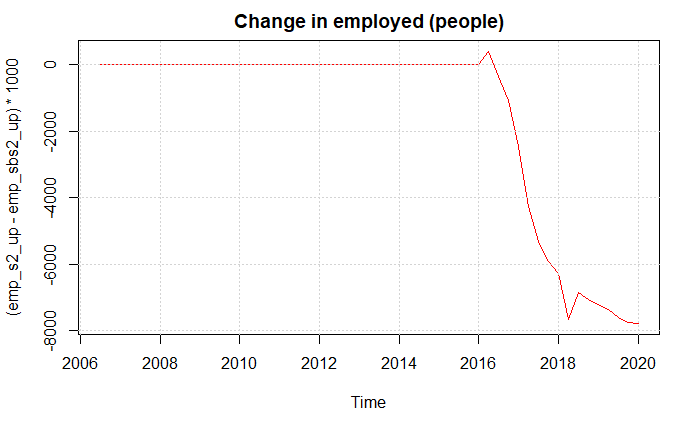 Change in employed (people)
(emp_s2_up - emp_sbs2_up) * 1000
0
-2000
-4000
-6000
-8000
2006 2008 2010 2012 2014 2016 2018 2020
Time